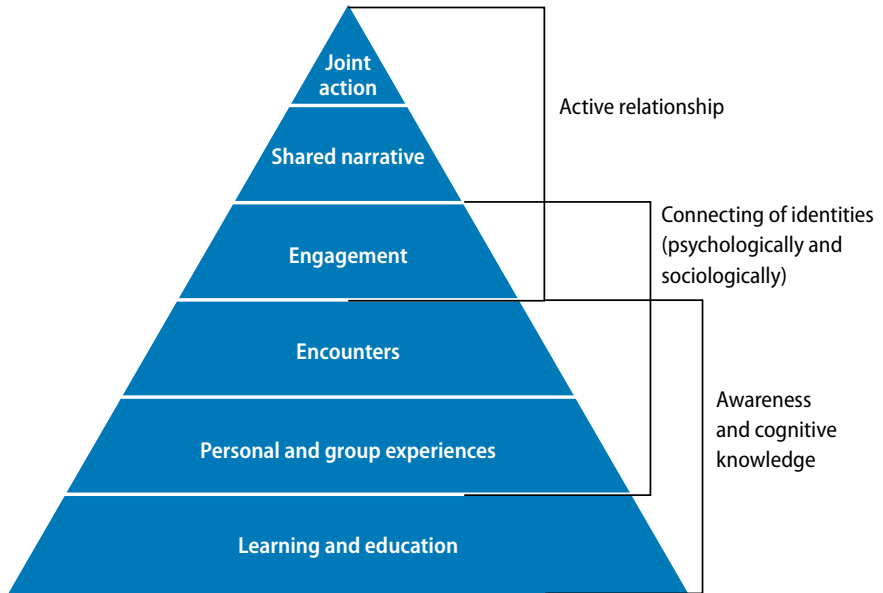 Joint
action
Active relationship
Shared narrative
Connecting of identities
(psychologically and
sociologically)
Engagement
Encounters
Awareness
and cognitive
knowledge
Personal and group experiences
Learning and education